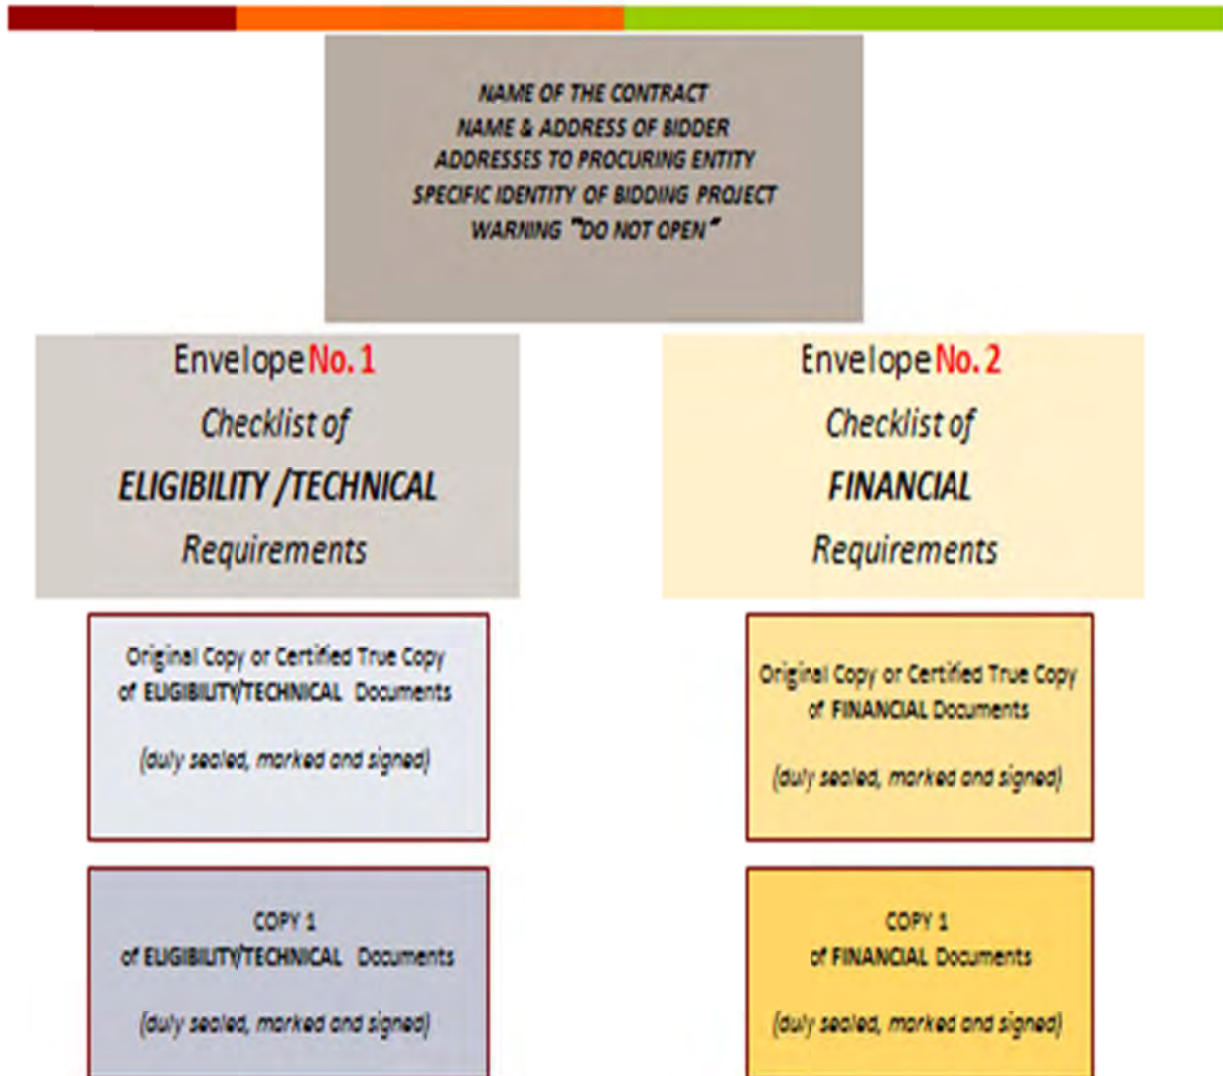 NAME OF THE CONTRACT
NAME & ADDRESS OF BIDDER
ADDRESSES TO PROCURING ENTITY
SPECIFIC IDENTITY OF BIDDING PROJECT
WARNING "DO NOT OPEN"
Envelope No. 1
Checklist of
ELIGIBILITY /TECHNICAL
Requirements
Original Copy or Certified True Copy
of ELIGIBILITY/TECHNICAL Documents
(duly sealed, marked and signed)
COPY 1
of ELIGIBILITY/TECHNICAL Documents
(duly sealed, marked and signed)
Envelope No. 2
Checklist of
FINANCIAL
Requirements
Original Copy or Certified True Copy
of FINANCIAL Documents
(duly sealed, marked and signed)
COPY 1
of FINANCIAL Documents
(duly sealed, marked and signed)